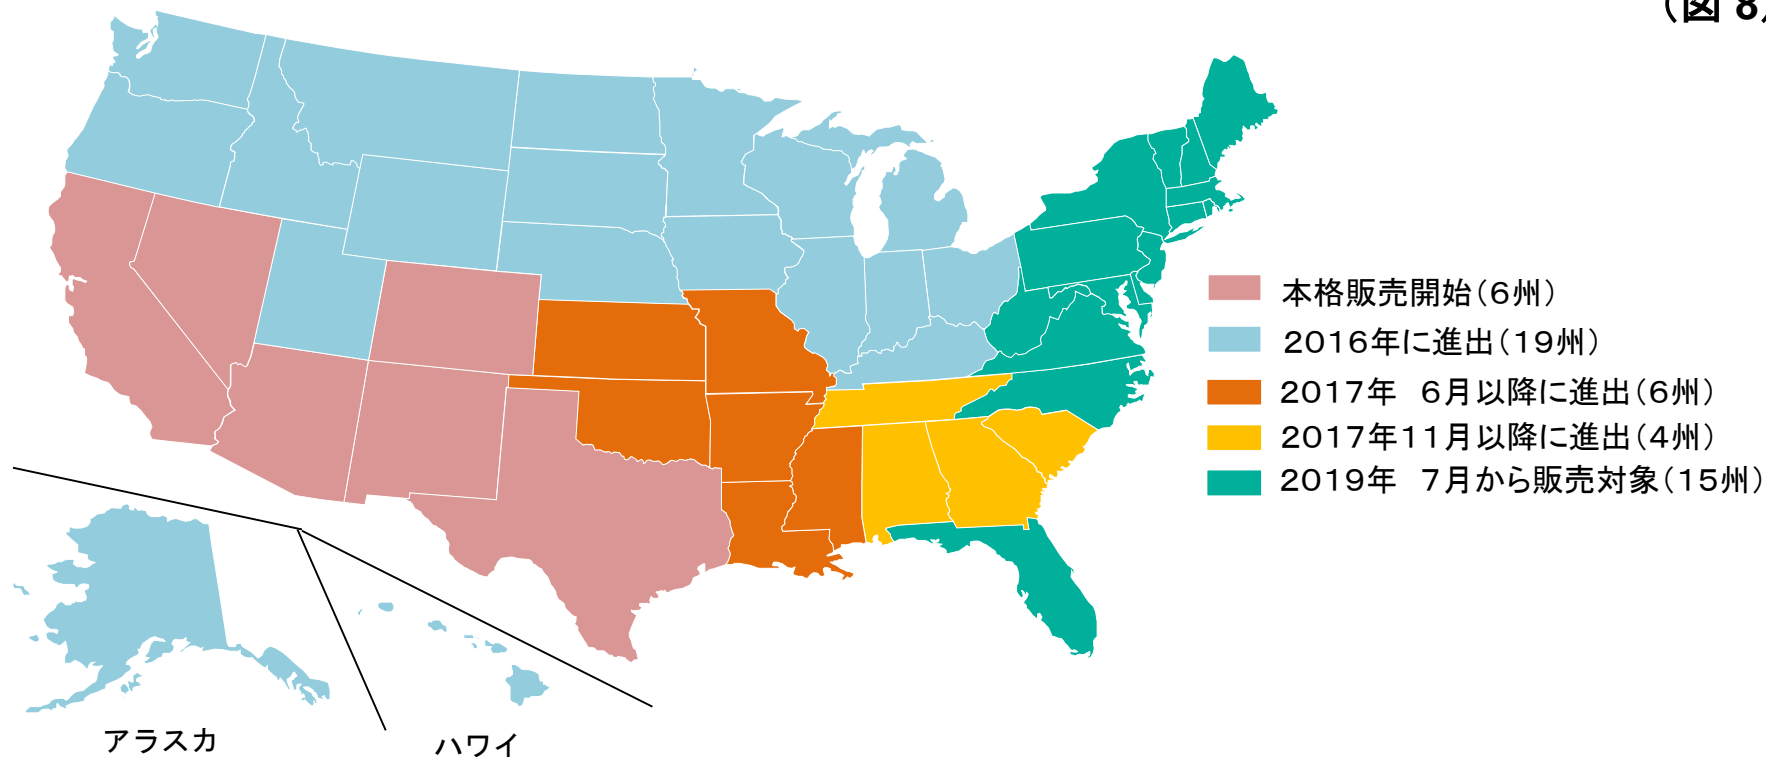 （図 8）
本格販売開始（6州）
2016年に進出（19州）
2017年　6月以降に進出（6州）
2017年11月以降に進出（4州）
2019年　7月から販売対象（15州）
アラスカ
ハワイ